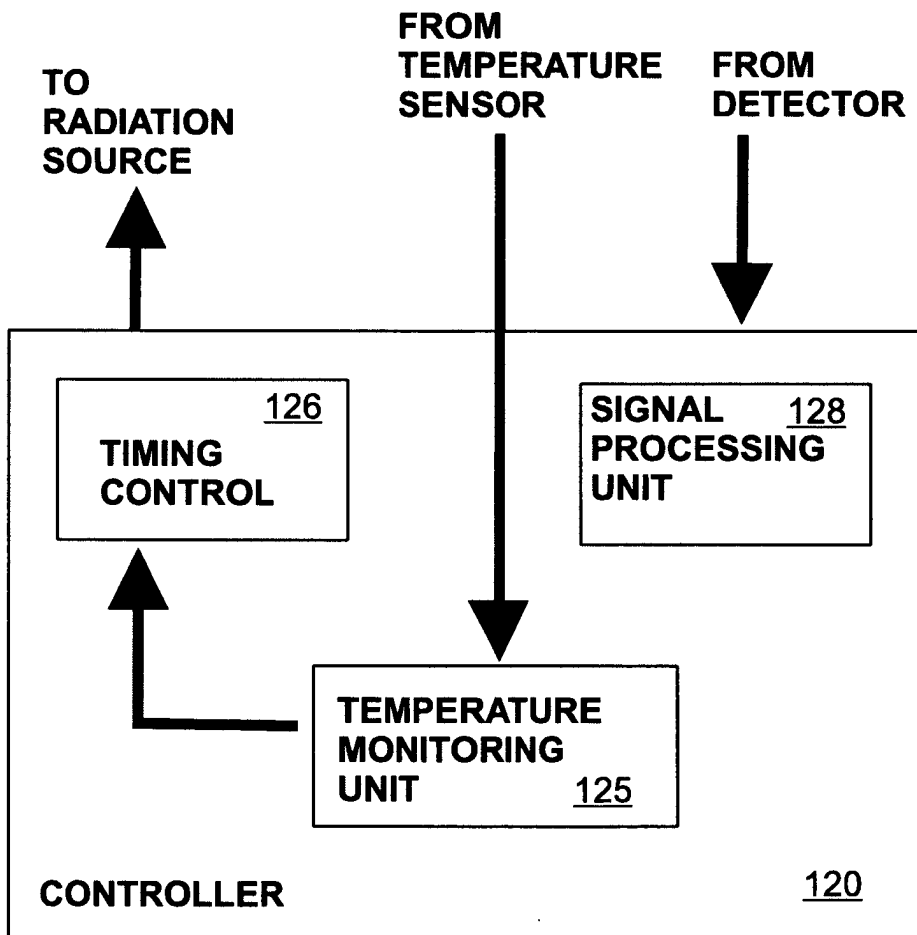 FROM
TEMPERATURE
SENSOR
FROM
DETECTOR
TO
RADIATION
SOURCE
126
TIMING
CONTROL
SIGNAL 128
PROCESSING
UNIT
TEMPERATURE
MONITORING
UNIT 125
CONTROLLER 120